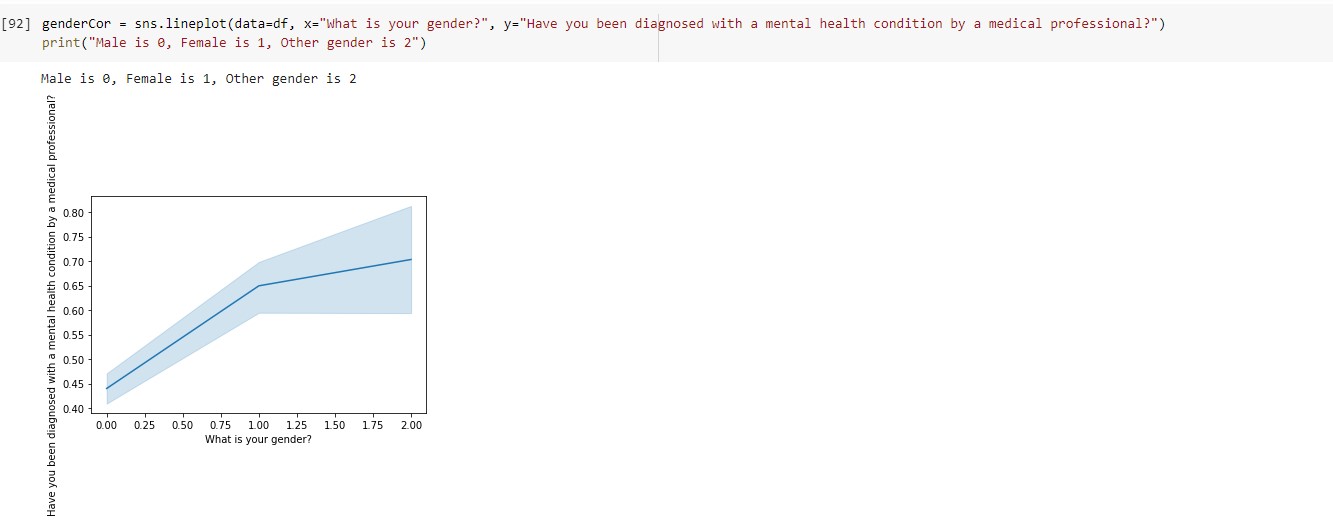 [92] genderCor = sns.lineplot(data=df, x="What is your gender?", y="Have you been diagnosed with a mental health condition by a medical professional?")
print("Male is 0, Female is 1, Other gender is 2")
Male is 0, Female is 1, Other gender is 2
Have you been diagnosed with a mental health condition by a medical professional?
0.80
0.75
0.70
0.65
0.60
0.55
0.50
0.45
0.40
0.00 0.25 0.50 0.75 1.00 1.25 1.50 1.75 2.00
What is your gender?